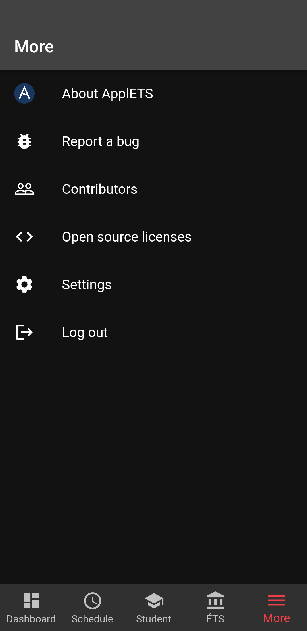 More
About ApplETS
Report a bug
Contributors
Open source licenses
Settings
Log out
Dashboard Schedule Student ÉTS More